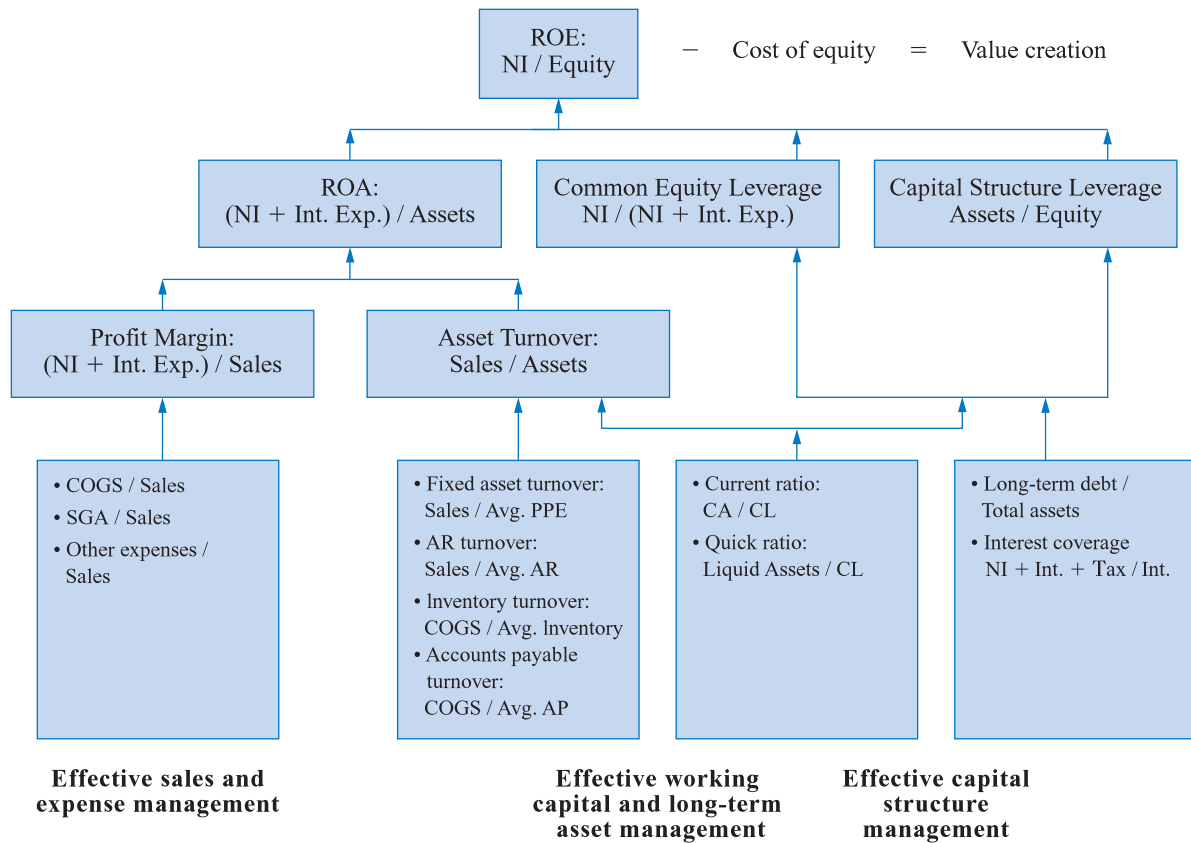 ROE:
NI / Equity
− Cost of equity = Value creation
ROA:
(NI + Int. Exp.) / Assets
Common Equity Leverage
NI / (NI + Int. Exp.)
Capital Structure Leverage
Assets / Equity
Profit Margin:
(NI + Int. Exp.) / Sales
Asset Turnover:
Sales / Assets
• COGS / Sales
• SGA / Sales
• Other expenses /
Sales
• Fixed asset turnover:
Sales / Avg. PPE
• AR turnover:
Sales / Avg. AR
• Inventory turnover:
COGS / Avg. Inventory
• Accounts payable
turnover:
COGS / Avg. AP
• Current ratio:
CA / CL
• Quick ratio:
Liquid Assets / CL
• Long-term debt /
Total assets
• Interest coverage
NI + Int. + Tax / Int.
Effective sales and
expense management
Effective working
capital and long-term
asset management
Effective capital
structure
management